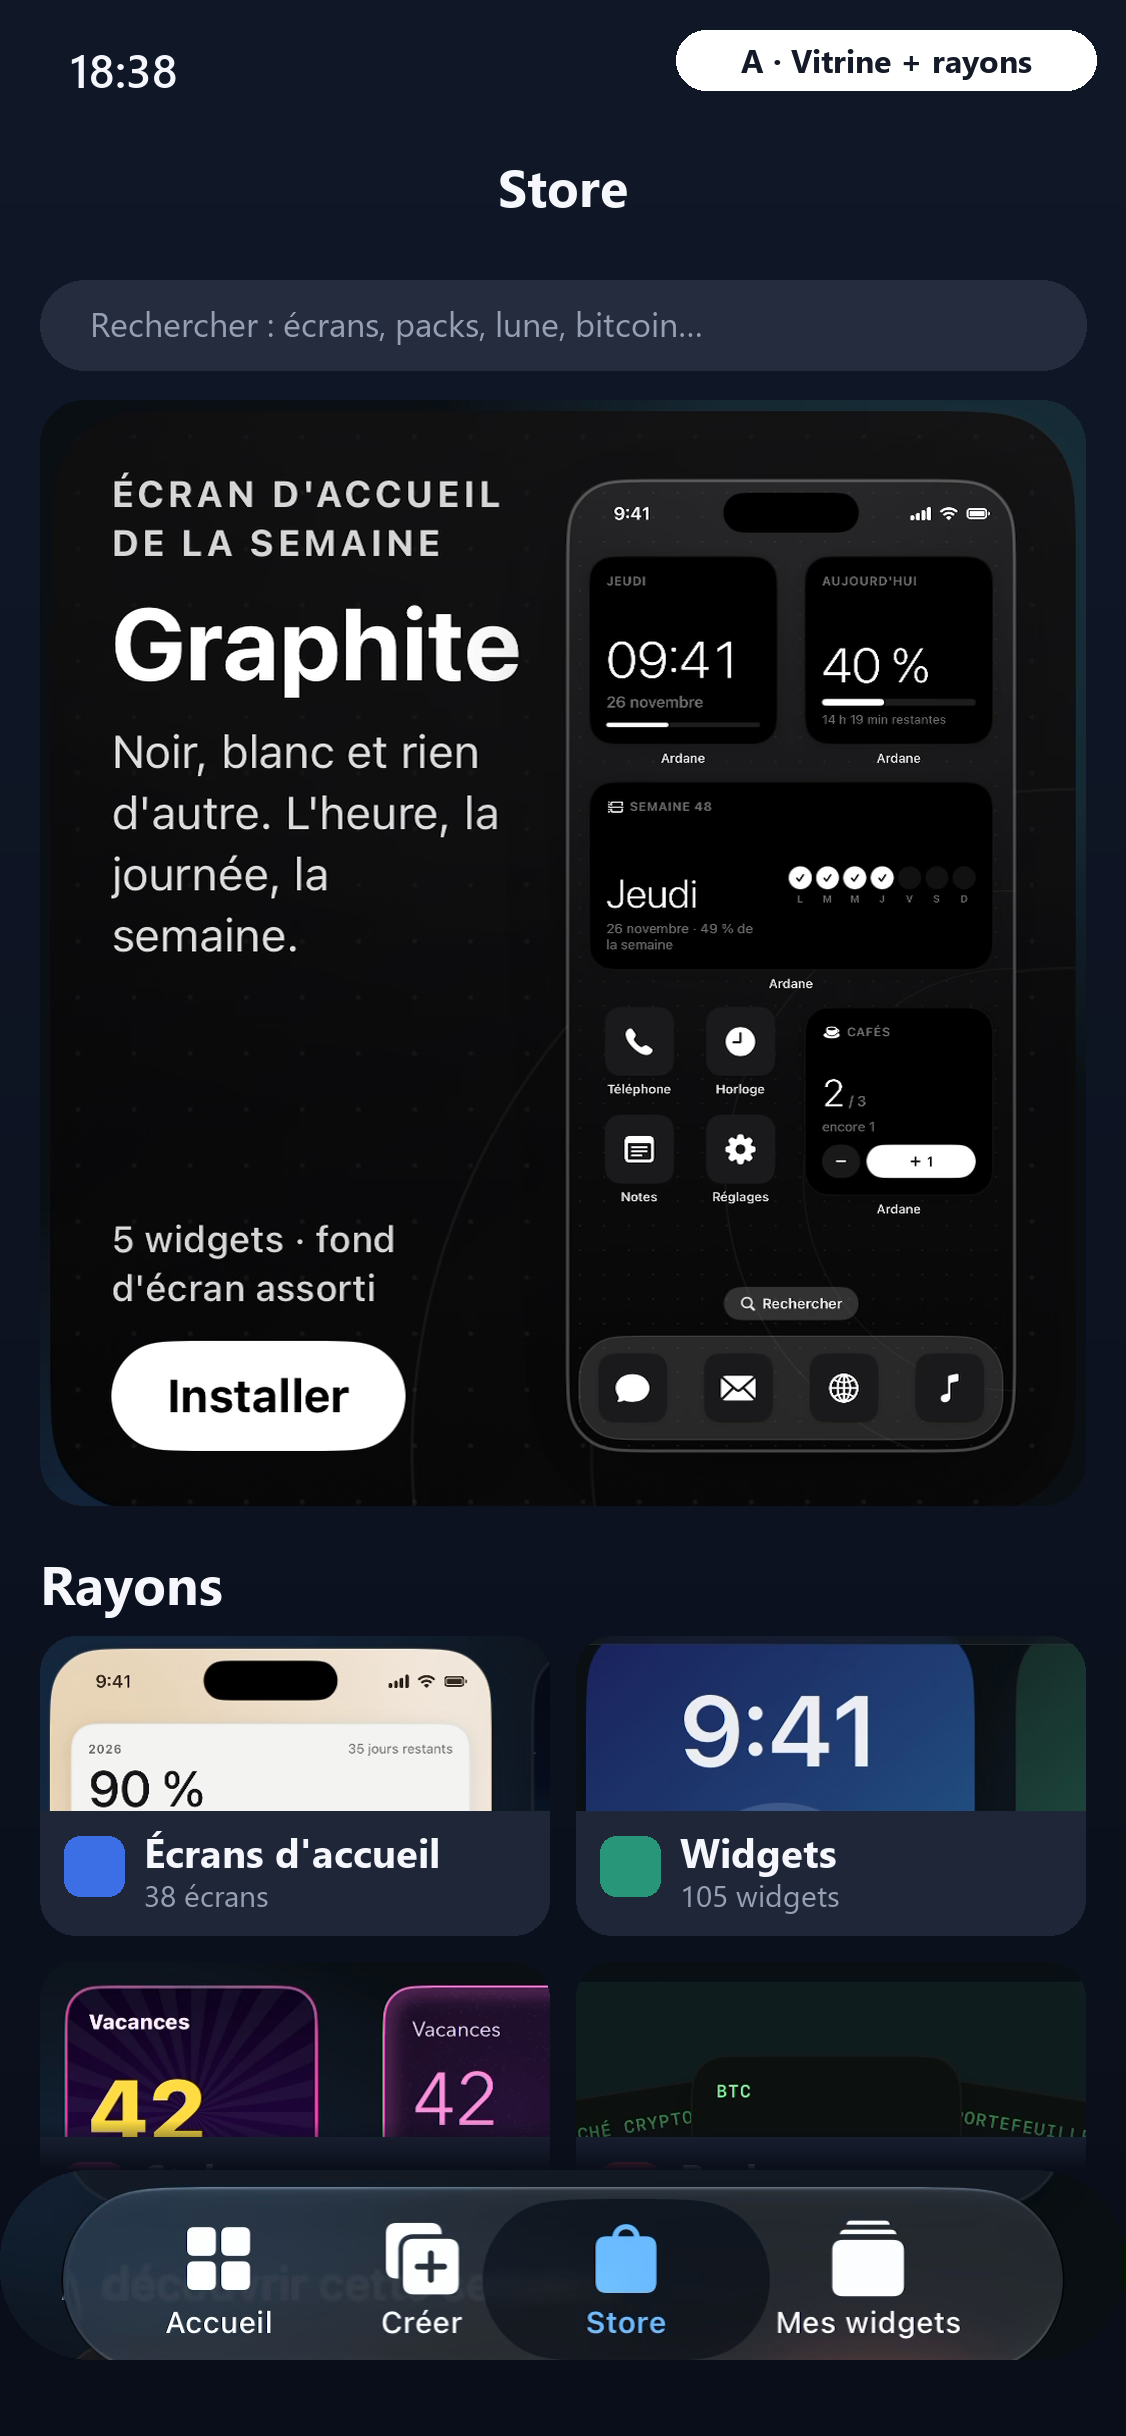 18:38
A · Vitrine + rayons
Store
Rechercher : écrans, packs, lune, bitcoin...
ÉCRAN D'ACCUEIL
DE LA SEMAINE
Graphite
Noir, blanc et rien
d'autre. L'heure, la
journée, la
semaine.
5 widgets · fond
d'écran assorti
Installer
9:41
JEUDI
09:41
26 novembre
Ardane
AUJOURD'HUI
40 %
14 h 19 min restantes
Ardane
SEMAINE 48
Jeudi
26 novembre · 49 % de
la semaine
L M M J V S D
Ardane
Téléphone
Horloge
Notes
Réglages
CAFÉS
2 / 3
encore 1
− + 1
Ardane
Rechercher
Rayons
9:41
2026
35 jours restants
90 %
Écrans d'accueil
38 écrans
9:41
Widgets
105 widgets
Vacances
42
Vacances
42
CHÉ CRYPTO
BTC
ORTEFEUILLE
découvrir cette se
Accueil
Créer
Store
Mes widgets